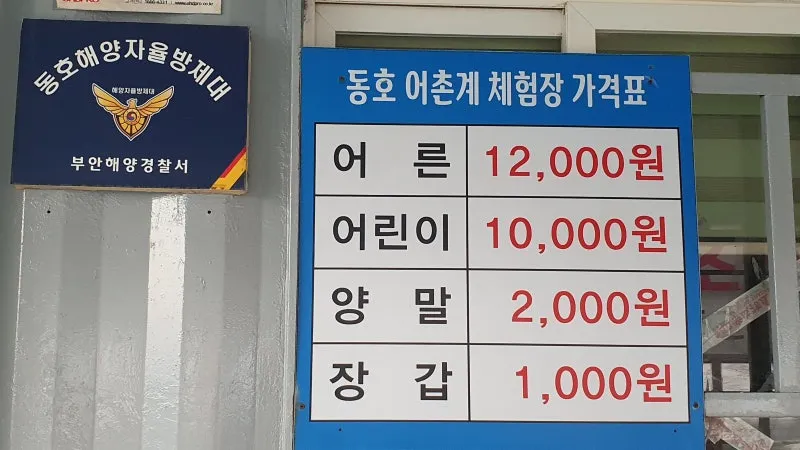 동호해양자율방제대
해양자율방제대
부안해양경찰서
동호 어촌계 체험장 가격표
어 른 12,000원
어린이 10,000원
양 말 2,000원
장 갑 1,000원